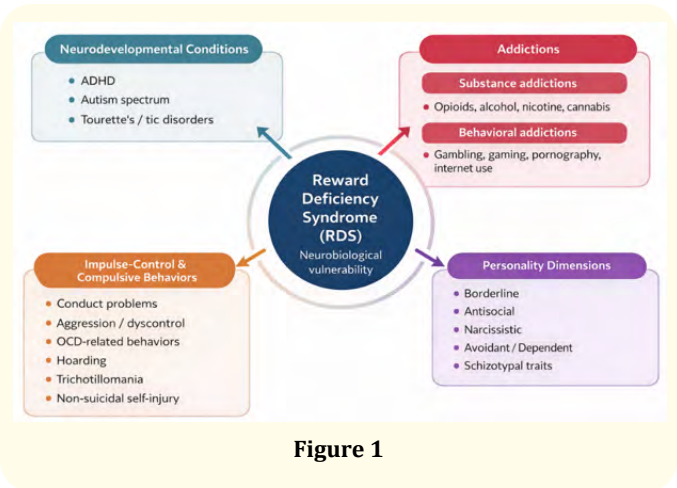 Neurodevelopmental Conditions
• ADHD
• Autism spectrum
• Tourette's / tic disorders
Addictions
Substance addictions
• Opioids, alcohol, nicotine, cannabis
Behavioral addictions
• Gambling, gaming, pornography,
internet use
Reward
Deficiency
Syndrome
(RDS)
Neurobiological
vulnerability
Impulse-Control &
Compulsive Behaviors
• Conduct problems
• Aggression / dyscontrol
• OCD-related behaviors
• Hoarding
• Trichotillomania
• Non-suicidal self-injury
Personality Dimensions
• Borderline
• Antisocial
• Narcissistic
• Avoidant / Dependent
• Schizotypal traits
Figure 1